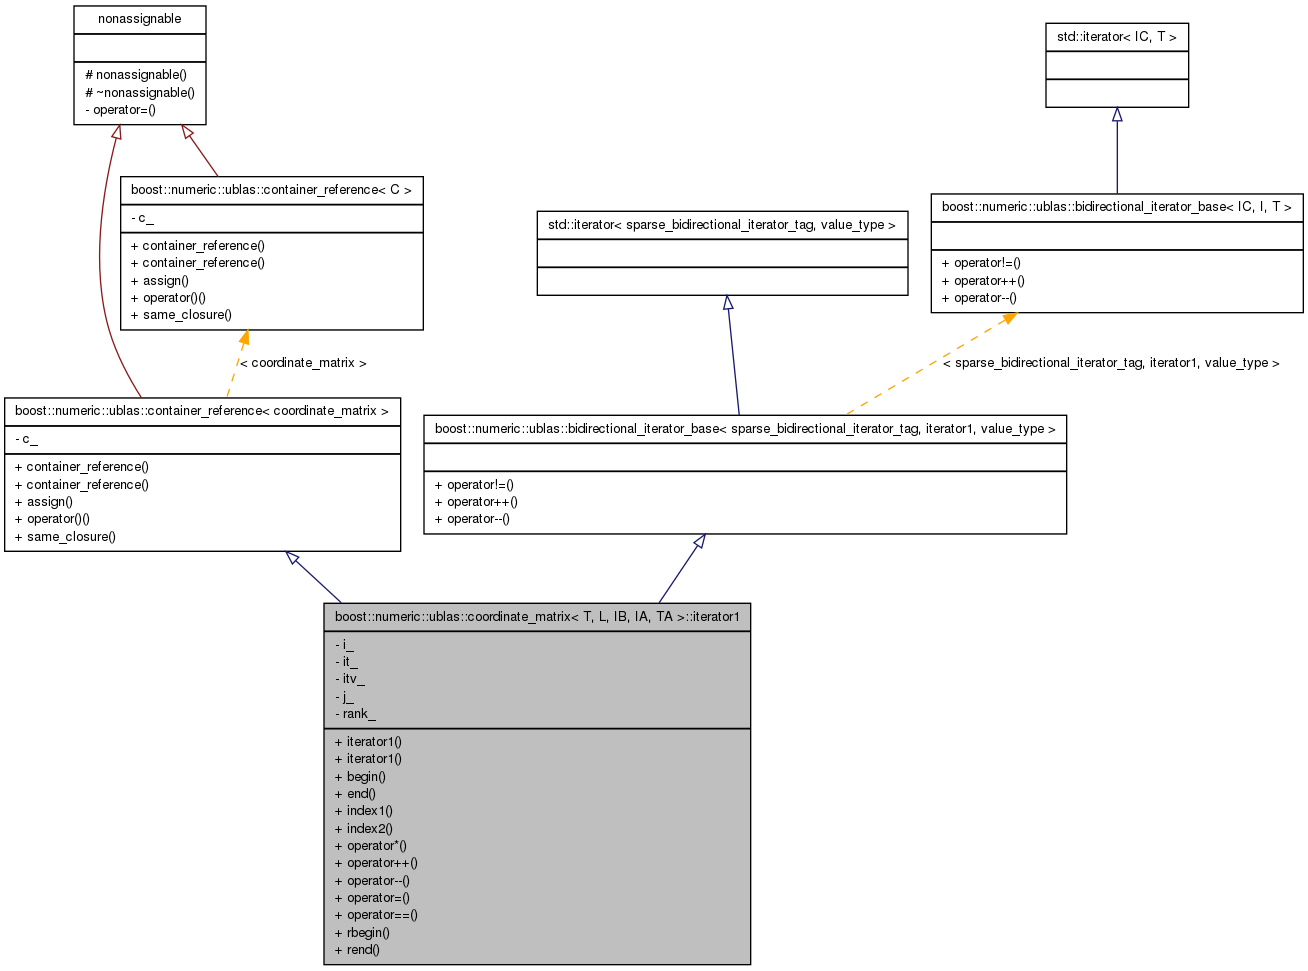 nonassignable
# nonassignable()
# ~nonassignable()
- operator=()
std::iterator< IC, T >
boost::numeric::ublas::container_reference< C >
- c_
+ container_reference()
+ container_reference()
+ assign()
+ operator()()
+ same_closure()
std::iterator< sparse_bidirectional_iterator_tag, value_type >
boost::numeric::ublas::bidirectional_iterator_base< IC, I, T >
+ operator!=()
+ operator++()
+ operator--()
< coordinate_matrix >
< sparse_bidirectional_iterator_tag, iterator1, value_type >
boost::numeric::ublas::container_reference< coordinate_matrix >
- c_
+ container_reference()
+ container_reference()
+ assign()
+ operator()()
+ same_closure()
boost::numeric::ublas::bidirectional_iterator_base< sparse_bidirectional_iterator_tag, iterator1, value_type >
+ operator!=()
+ operator++()
+ operator--()
boost::numeric::ublas::coordinate_matrix< T, L, IB, IA, TA >::iterator1
- i_
- it_
- itv_
- j_
- rank_
+ iterator1()
+ iterator1()
+ begin()
+ end()
+ index1()
+ index2()
+ operator*()
+ operator++()
+ operator--()
+ operator=()
+ operator==()
+ rbegin()
+ rend()